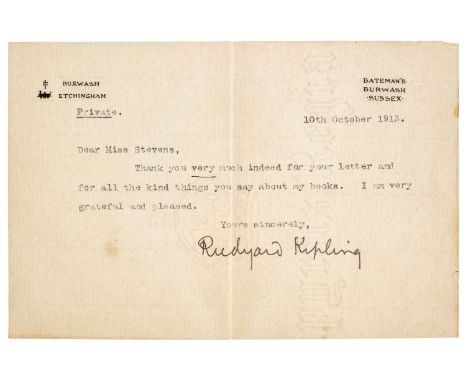 BURWASH
ETCHINGHAM
BATEMAN'S
BURWASH
SUSSEX.
Private.
10th October 1913.
Dear Miss Stevens,
Thank you very much indeed for your letter and
for all the kind things you say about my books. I am very
grateful and pleased.
Yours sincerely,
Rudyard Kipling